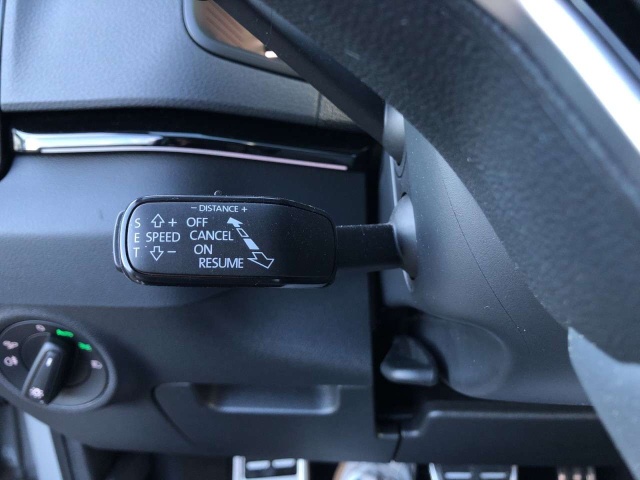 − DISTANCE +
S + OFF
E SPEED CANCEL
T − ON
RESUME